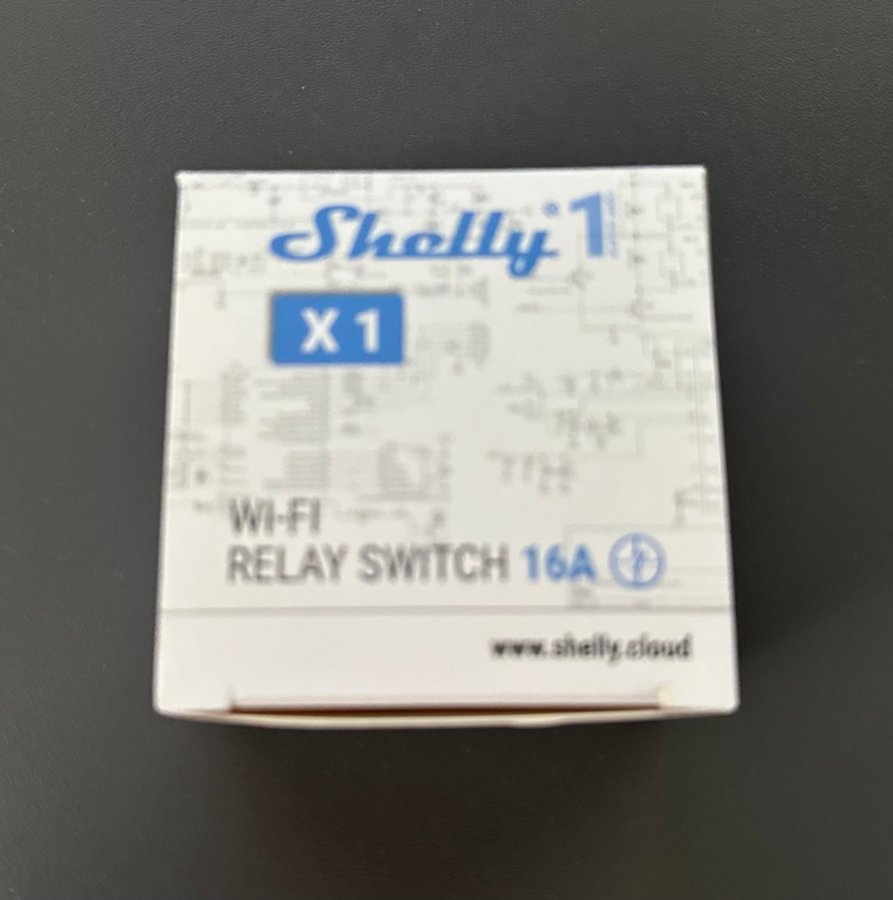 Shelly® 1
X 1
WI-FI
RELAY SWITCH 16A
www.shelly.cloud